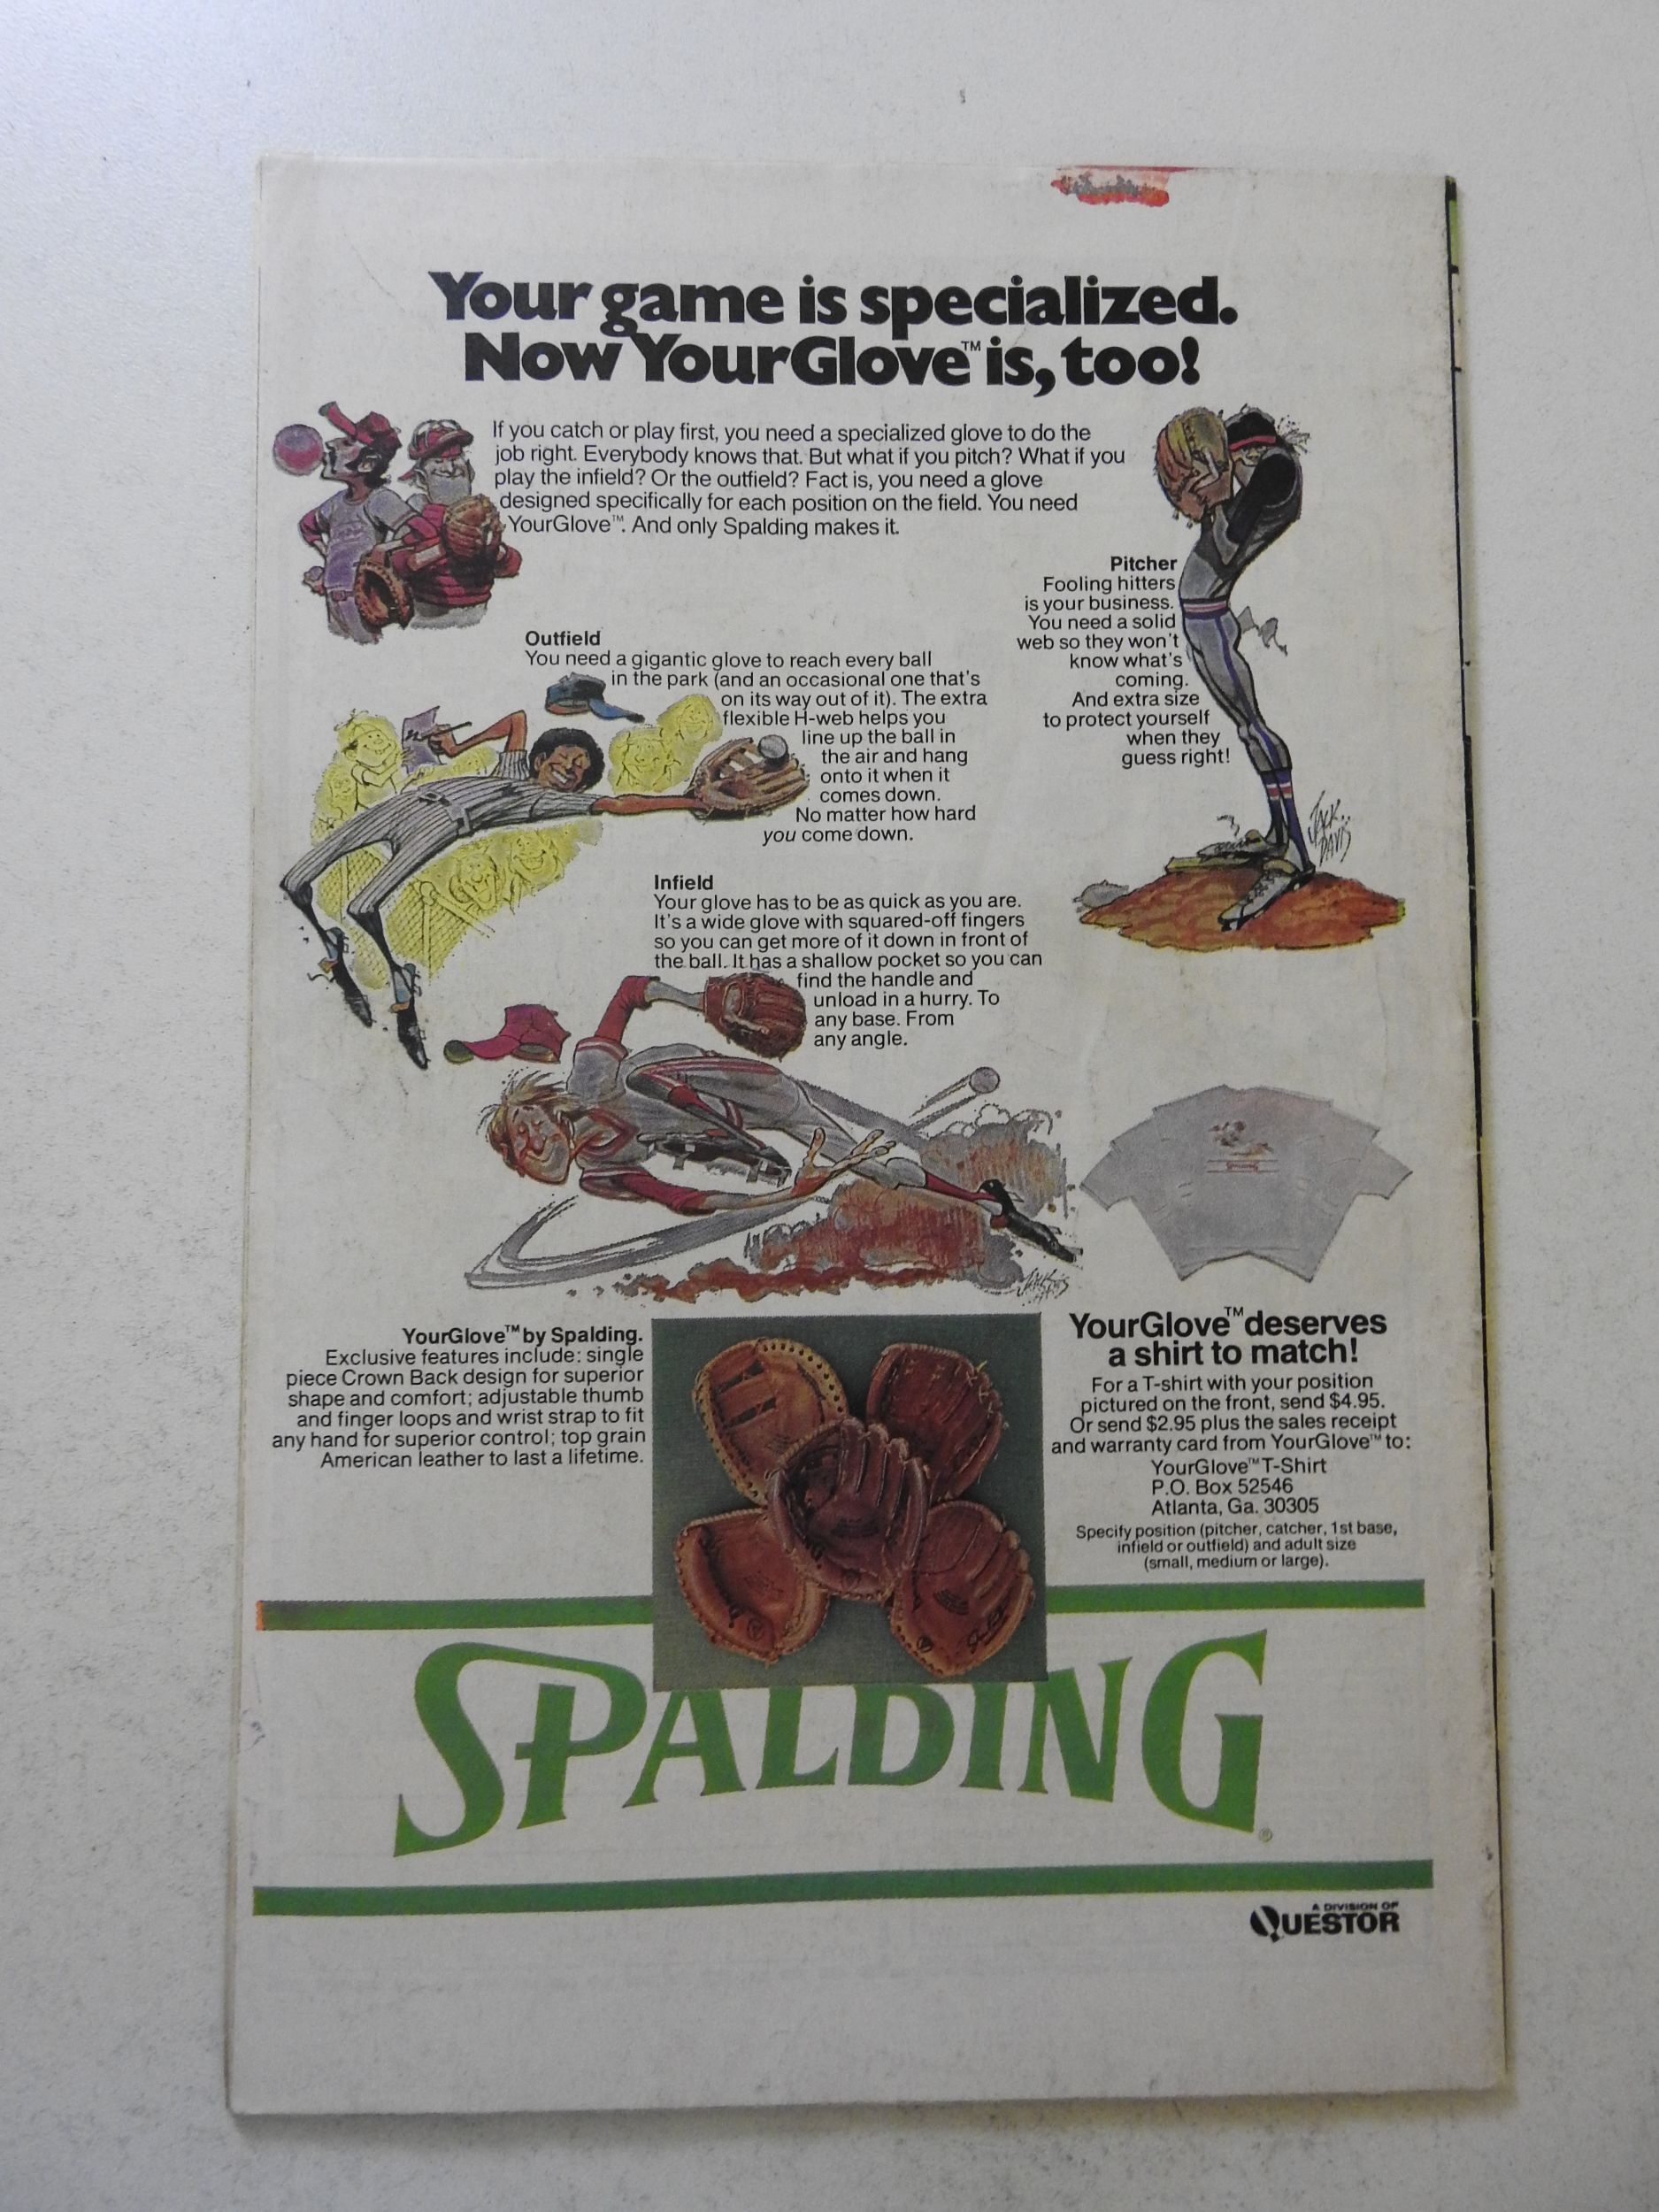 Your game is specialized.
Now YourGlove™ is, too!
If you catch or play first, you need a specialized glove to do the
job right. Everybody knows that. But what if you pitch? What if you
play the infield? Or the outfield? Fact is, you need a glove
designed specifically for each position on the field. You need
YourGlove™. And only Spalding makes it.
Pitcher
Fooling hitters
is your business.
You need a solid
web so they won't
know what's
coming.
And extra size
to protect yourself
when they
guess right!
JACK
DAVIS
Outfield
You need a gigantic glove to reach every ball
in the park (and an occasional one that's
on its way out of it). The extra
flexible H-web helps you
line up the ball in
the air and hang
onto it when it
comes down.
No matter how hard
you come down.
Infield
Your glove has to be as quick as you are.
It's a wide glove with squared-off fingers
so you can get more of it down in front of
the ball. It has a shallow pocket so you can
find the handle and
unload in a hurry. To
any base. From
any angle.
YourGlove™ by Spalding.
Exclusive features include: single
piece Crown Back design for superior
shape and comfort; adjustable thumb
and finger loops and wrist strap to fit
any hand for superior control; top grain
American leather to last a lifetime.
YourGlove™ deserves
a shirt to match!
For a T-shirt with your position
pictured on the front, send $4.95.
Or send $2.95 plus the sales receipt
and warranty card from YourGlove™ to:
YourGlove™ T-Shirt
P.O. Box 52546
Atlanta, Ga. 30305
Specify position (pitcher, catcher, 1st base,
infield or outfield) and adult size
(small, medium or large).
SPALDING®
A DIVISION OF
QUESTOR